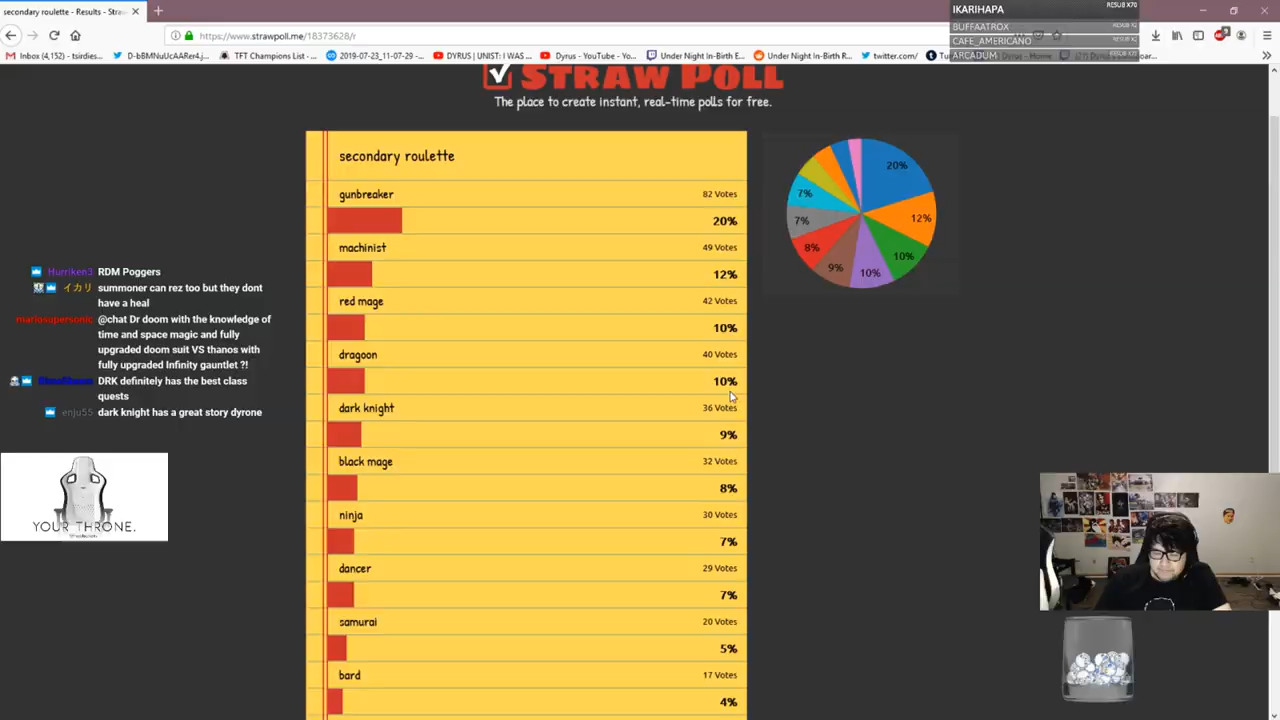 secondary roulette - Results - Stra
https://www.strawpoll.me/18373628/r
Inbox (4,152) - tsirdies...
D-bBMNuUcAARer4.j...
TFT Champions List -...
2019-07-23_11-07-29 -...
DYRUS | UNIST: I WAS ...
Dyrus - YouTube - Yo...
Under Night In-Birth E...
Under Night In-Birth R...
twitter.com/
IKARIHAPA RESUB X70
BUFFAATROX
CAFE_AMERICANO
ARCADUM
STRAW POLL
The place to create instant, real-time polls for free.
secondary roulette
gunbreaker 82 Votes
20%
machinist 49 Votes
12%
red mage 42 Votes
10%
dragoon 40 Votes
10%
dark knight 36 Votes
9%
black mage 32 Votes
8%
ninja 30 Votes
7%
dancer 29 Votes
7%
samurai 20 Votes
5%
bard 17 Votes
4%
20%
12%
10%
10%
9%
8%
7%
7%
Hurriken3 RDM Poggers
イカリ summoner can rez too but they dont
have a heal
mariosupersonic @chat Dr doom with the knowledge of
time and space magic and fully
upgraded doom suit VS thanos with
fully upgraded Infinity gauntlet ?!
DRK definitely has the best class
quests
enju55 dark knight has a great story dyrone
YOUR THRONE.